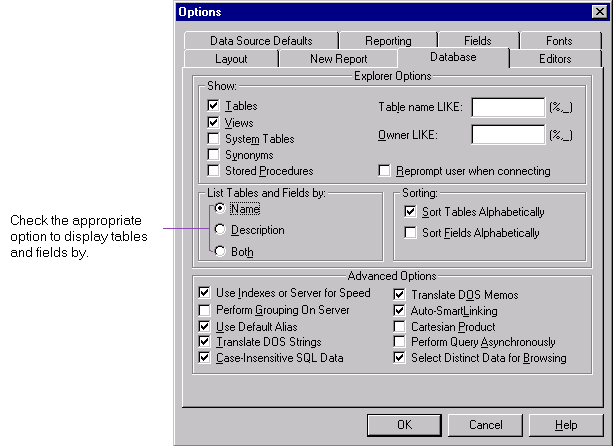 Options
Data Source Defaults
Reporting
Fields
Fonts
Layout
New Report
Database
Editors
Explorer Options
Show:
Tables
Views
System Tables
Synonyms
Stored Procedures
Table name LIKE:
(%,_)
Owner LIKE:
(%,_)
Reprompt user when connecting
Check the appropriate
option to display tables
and fields by.
List Tables and Fields by:
Name
Description
Both
Sorting:
Sort Tables Alphabetically
Sort Fields Alphabetically
Advanced Options
Use Indexes or Server for Speed
Perform Grouping On Server
Use Default Alias
Translate DOS Strings
Case-Insensitive SQL Data
Translate DOS Memos
Auto-SmartLinking
Cartesian Product
Perform Query Asynchronously
Select Distinct Data for Browsing
OK
Cancel
Help